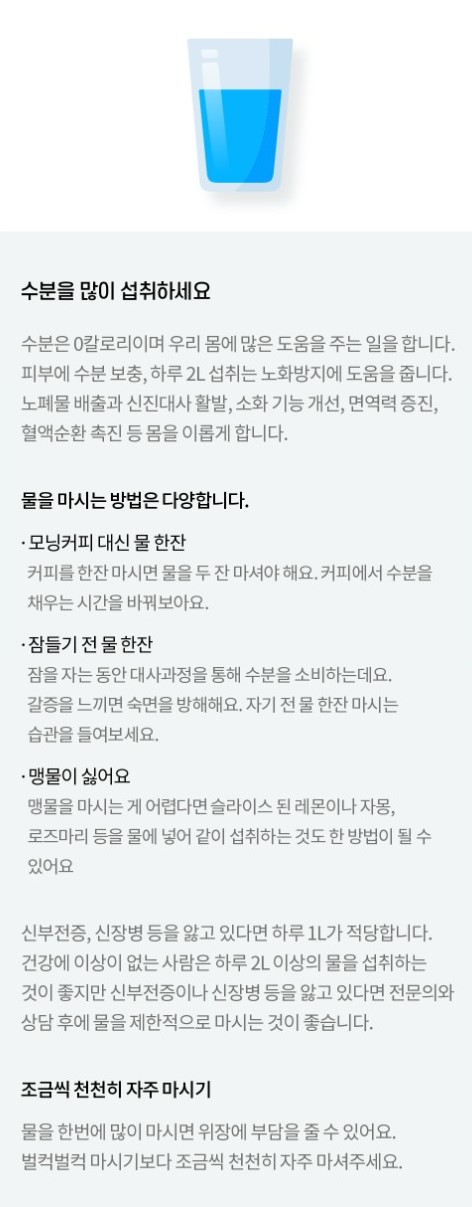 수분을 많이 섭취하세요
수분은 0칼로리이며 우리 몸에 많은 도움을 주는 일을 합니다.
피부에 수분 보충, 하루 2L 섭취는 노화방지에 도움을 줍니다.
노폐물 배출과 신진대사 활발, 소화 기능 개선, 면역력 증진,
혈액순환 촉진 등 몸을 이롭게 합니다.
물을 마시는 방법은 다양합니다.
· 모닝커피 대신 물 한잔
커피를 한잔 마시면 물을 두 잔 마셔야 해요. 커피에서 수분을
채우는 시간을 바꿔보아요.
· 잠들기 전 물 한잔
잠을 자는 동안 대사과정을 통해 수분을 소비하는데요.
갈증을 느끼면 숙면을 방해해요. 자기 전 물 한잔 마시는
습관을 들여보세요.
· 맹물이 싫어요
맹물을 마시는 게 어렵다면 슬라이스 된 레몬이나 자몽,
로즈마리 등을 물에 넣어 같이 섭취하는 것도 한 방법이 될 수
있어요
신부전증, 신장병 등을 앓고 있다면 하루 1L가 적당합니다.
건강에 이상이 없는 사람은 하루 2L 이상의 물을 섭취하는
것이 좋지만 신부전증이나 신장병 등을 앓고 있다면 전문의와
상담 후에 물을 제한적으로 마시는 것이 좋습니다.
조금씩 천천히 자주 마시기
물을 한번에 많이 마시면 위장에 부담을 줄 수 있어요.
벌컥벌컥 마시기보다 조금씩 천천히 자주 마셔주세요.